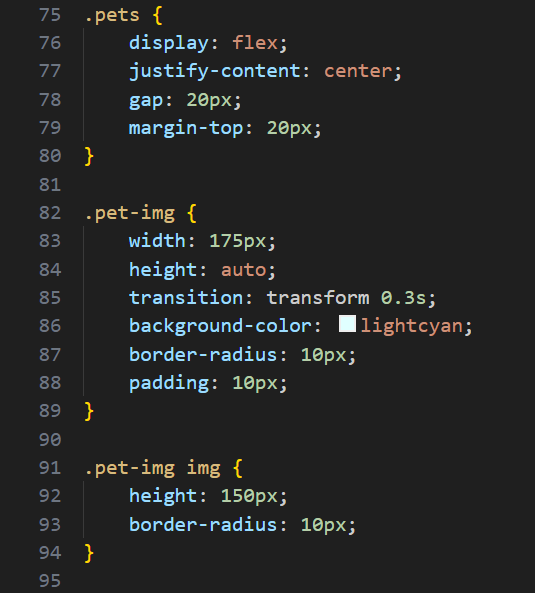 75 .pets {
76     display: flex;
77     justify-content: center;
78     gap: 20px;
79     margin-top: 20px;
80 }
81
82 .pet-img {
83     width: 175px;
84     height: auto;
85     transition: transform 0.3s;
86     background-color: lightcyan;
87     border-radius: 10px;
88     padding: 10px;
89 }
90
91 .pet-img img {
92     height: 150px;
93     border-radius: 10px;
94 }
95